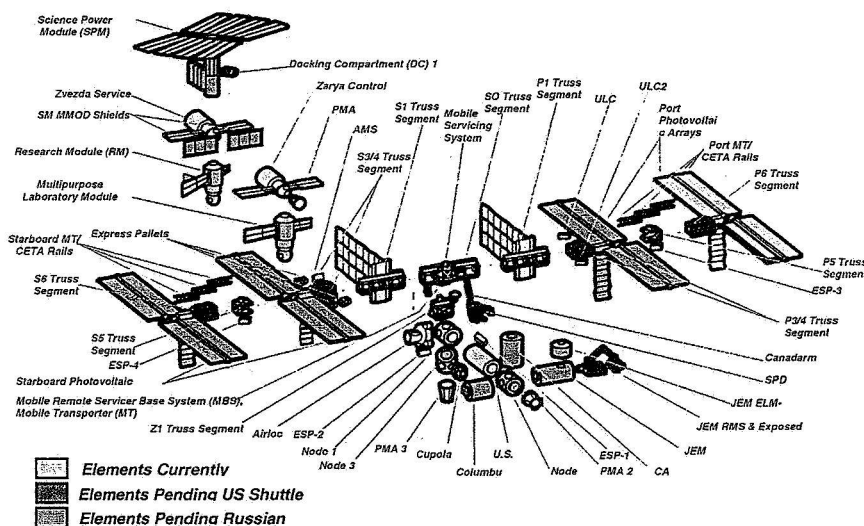 Science Power
Module (SPM)
Docking Compartment (DC) 1
Zvezda Service
SM MMOD Shields
Research Module (RM)
Multipurpose
Laboratory Module
Zarya Control
PMA
AMS
S3/4 Truss
Segment
S1 Truss
Segment
Mobile
Servicing
System
SO Truss
Segment
P1 Truss
Segment
ULC
ULC2
Port
Photovoltai
c Arrays
Port MT/
CETA Rails
P6 Truss
Segment
Express Pallets
Starboard MT/
CETA Rails
S6 Truss
Segment
S5 Truss
Segment
ESP-4
Starboard Photovoltaic
Mobile Remote Servicer Base System (MBS),
Mobile Transporter (MT)
Z1 Truss Segment
Airloc
ESP-2
Node 1
Node 3
PMA 3
Cupola
Columbu
U.S.
Node
ESP-1
PMA 2
CA
JEM
JEM RMS & Exposed
JEM ELM-
SPD
Canadarm
P3/4 Truss
Segment
ESP-3
P5 Truss
Segment
Elements Currently
Elements Pending US Shuttle
Elements Pending Russian